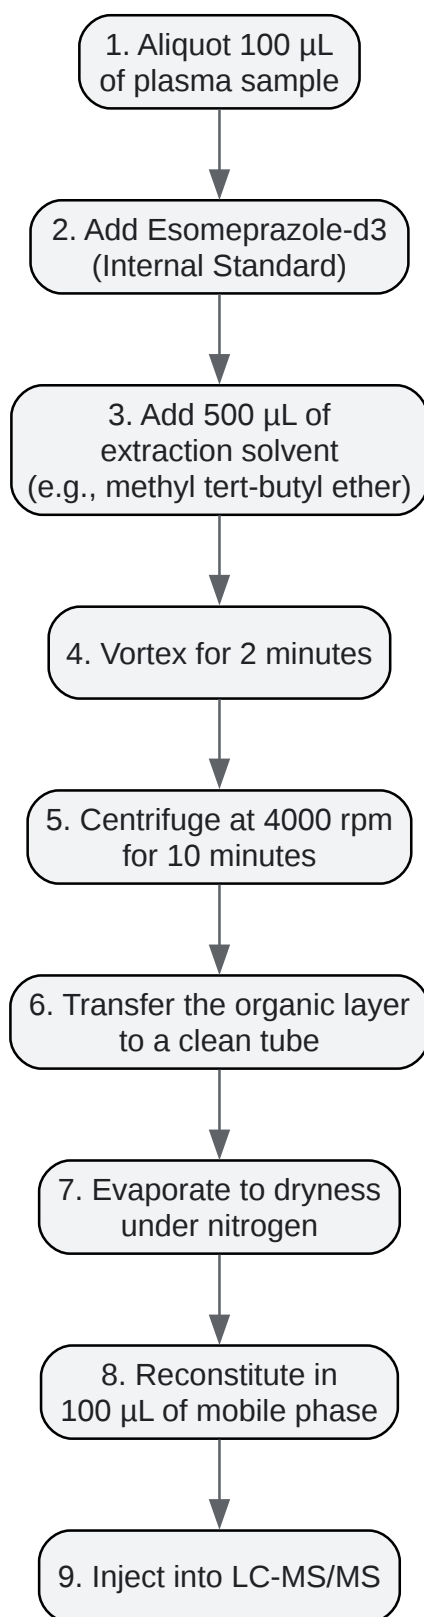 1. Aliquot 100 µL
of plasma sample
2. Add Esomeprazole-d3
(Internal Standard)
3. Add 500 µL of
extraction solvent
(e.g., methyl tert-butyl ether)
4. Vortex for 2 minutes
5. Centrifuge at 4000 rpm
for 10 minutes
6. Transfer the organic layer
to a clean tube
7. Evaporate to dryness
under nitrogen
8. Reconstitute in
100 µL of mobile phase
9. Inject into LC-MS/MS